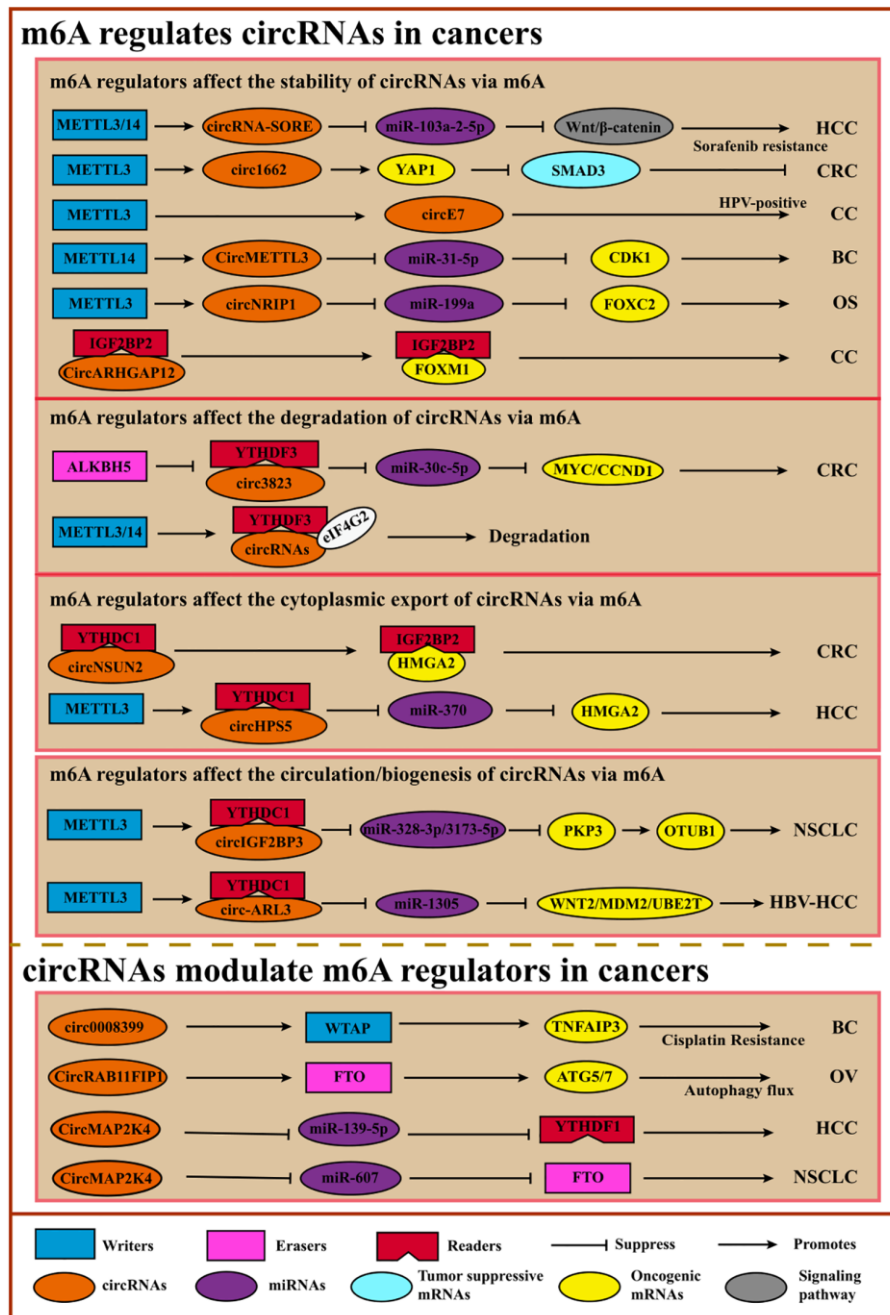 m6A regulates circRNAs in cancers
m6A regulators affect the stability of circRNAs via m6A
METTL3/14 circRNA-SORE miR-103a-2-5p Wnt/β-catenin HCC
Sorafenib resistance
METTL3 circ1662 YAP1 SMAD3 CRC
HPV-positive
METTL3 circE7 CC
METTL14 CircMETTL3 miR-31-5p CDK1 BC
METTL3 circNRIP1 miR-199a FOXC2 OS
IGF2BP2 IGF2BP2
CircARHGAP12 FOXM1 CC
m6A regulators affect the degradation of circRNAs via m6A
YTHDF3
ALKBH5 circ3823 miR-30c-5p MYC/CCND1 CRC
YTHDF3 eIF4G2
METTL3/14 circRNAs Degradation
m6A regulators affect the cytoplasmic export of circRNAs via m6A
YTHDC1 IGF2BP2
circNSUN2 HMGA2 CRC
YTHDC1
METTL3 circHPS5 miR-370 HMGA2 HCC
m6A regulators affect the circulation/biogenesis of circRNAs via m6A
YTHDC1
METTL3 circIGF2BP3 miR-328-3p/3173-5p PKP3 OTUB1 NSCLC
YTHDC1
METTL3 circ-ARL3 miR-1305 WNT2/MDM2/UBE2T HBV-HCC
circRNAs modulate m6A regulators in cancers
circ0008399 WTAP TNFAIP3 BC
Cisplatin Resistance
CircRAB11FIP1 FTO ATG5/7 OV
Autophagy flux
CircMAP2K4 miR-139-5p YTHDF1 HCC
CircMAP2K4 miR-607 FTO NSCLC
Writers Erasers Readers Suppress Promotes
circRNAs miRNAs Tumor suppressive Oncogenic Signaling
mRNAs mRNAs pathway